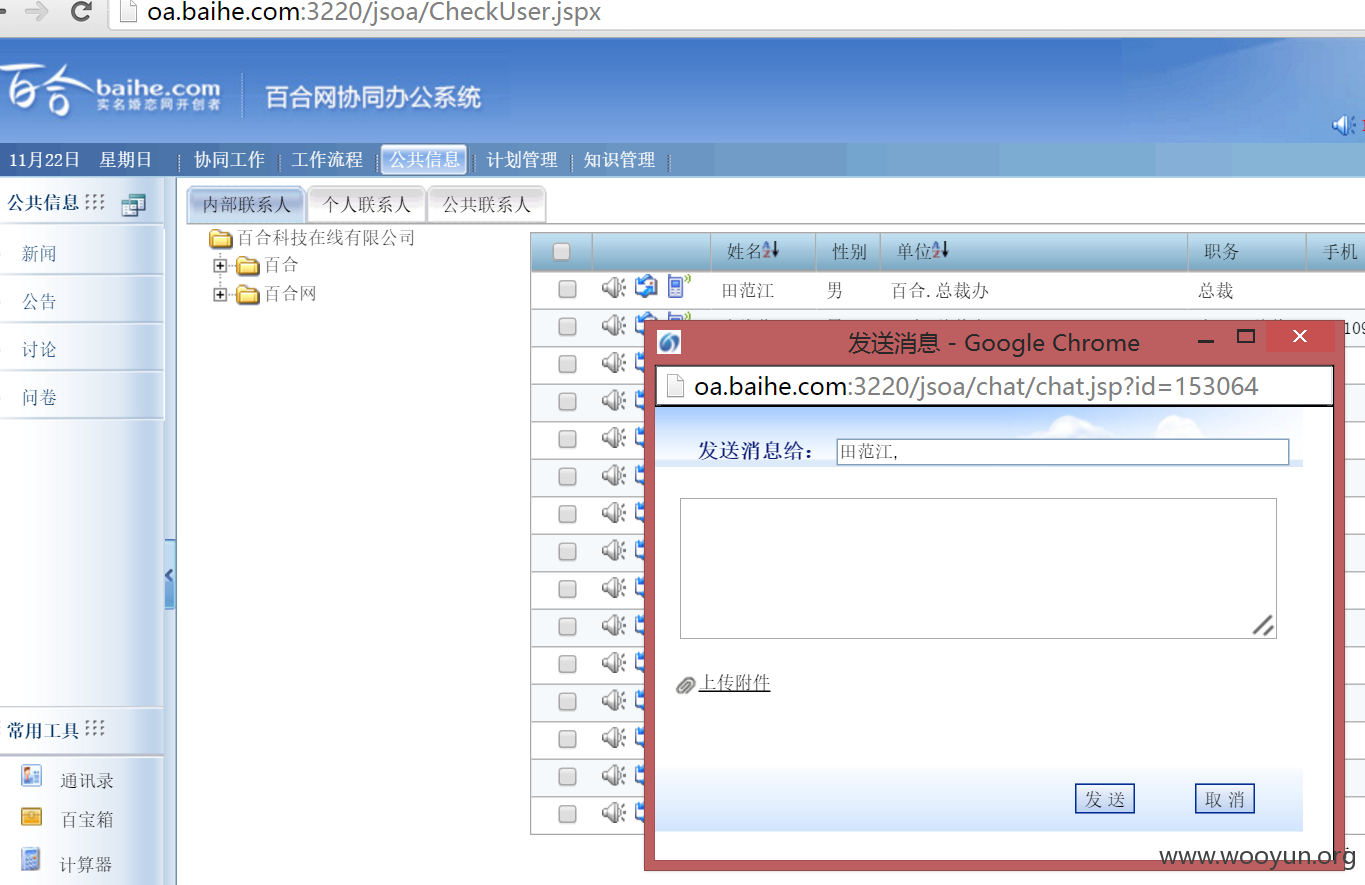 oa.baihe.com:3220/jsoa/CheckUser.jspx
百合 baihe.com 实名婚恋网开创者 百合网协同办公系统
11月22日 星期日 协同工作 工作流程 公共信息 计划管理 知识管理
公共信息
新闻
公告
讨论
问卷
常用工具
通讯录
百宝箱
计算器
内部联系人 个人联系人 公共联系人
百合科技在线有限公司
百合
百合网
姓名 性别 单位 职务 手机
田范江 男 百合.总裁办 总裁
109
发送消息 - Google Chrome
oa.baihe.com:3220/jsoa/chat/chat.jsp?id=153064
发送消息给： 田范江,
上传附件
发 送 取 消
www.wooyun.org